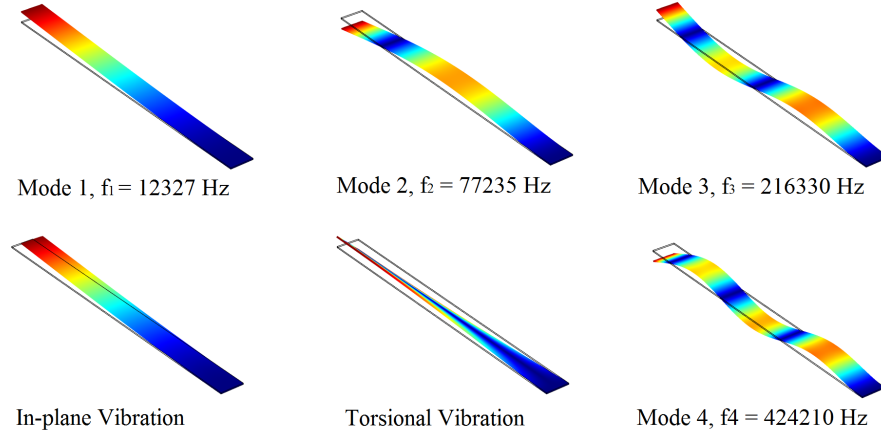 Mode 1, f₁ = 12327 Hz
Mode 2, f₂ = 77235 Hz
Mode 3, f₃ = 216330 Hz
In-plane Vibration
Torsional Vibration
Mode 4, f4 = 424210 Hz